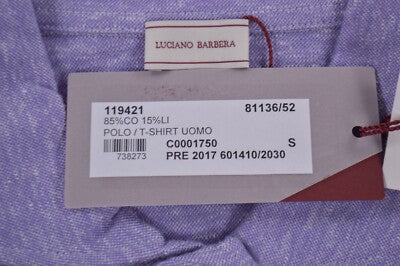 LUCIANO BARBERA
119421 81136/52
85%CO 15%LI
POLO / T-SHIRT UOMO
C0001750 S
738273 PRE 2017 601410/2030